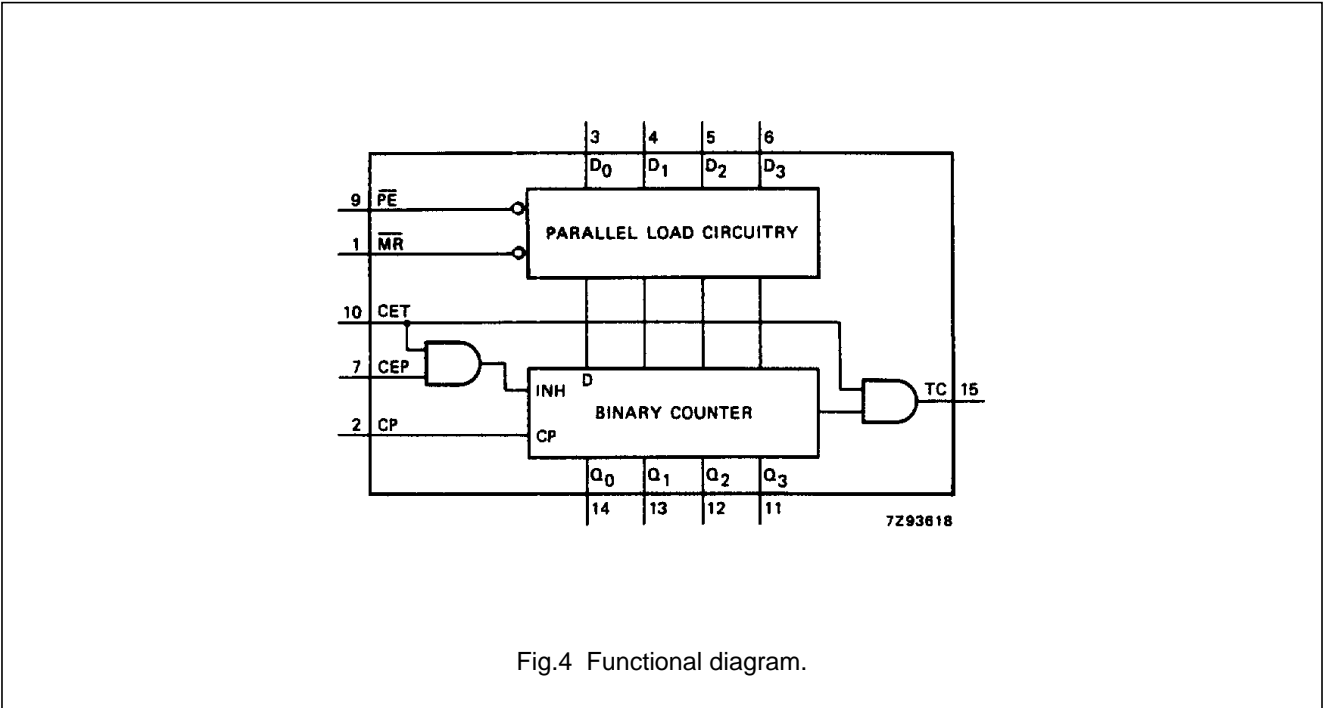 3 4 5 6
D0 D1 D2 D3
9 P̅E̅
PARALLEL LOAD CIRCUITRY
1 M̅R̅
10 CET
7 CEP
D
INH
TC 15
BINARY COUNTER
2 CP
CP
Q0 Q1 Q2 Q3
14 13 12 11
7Z93618
Fig.4 Functional diagram.